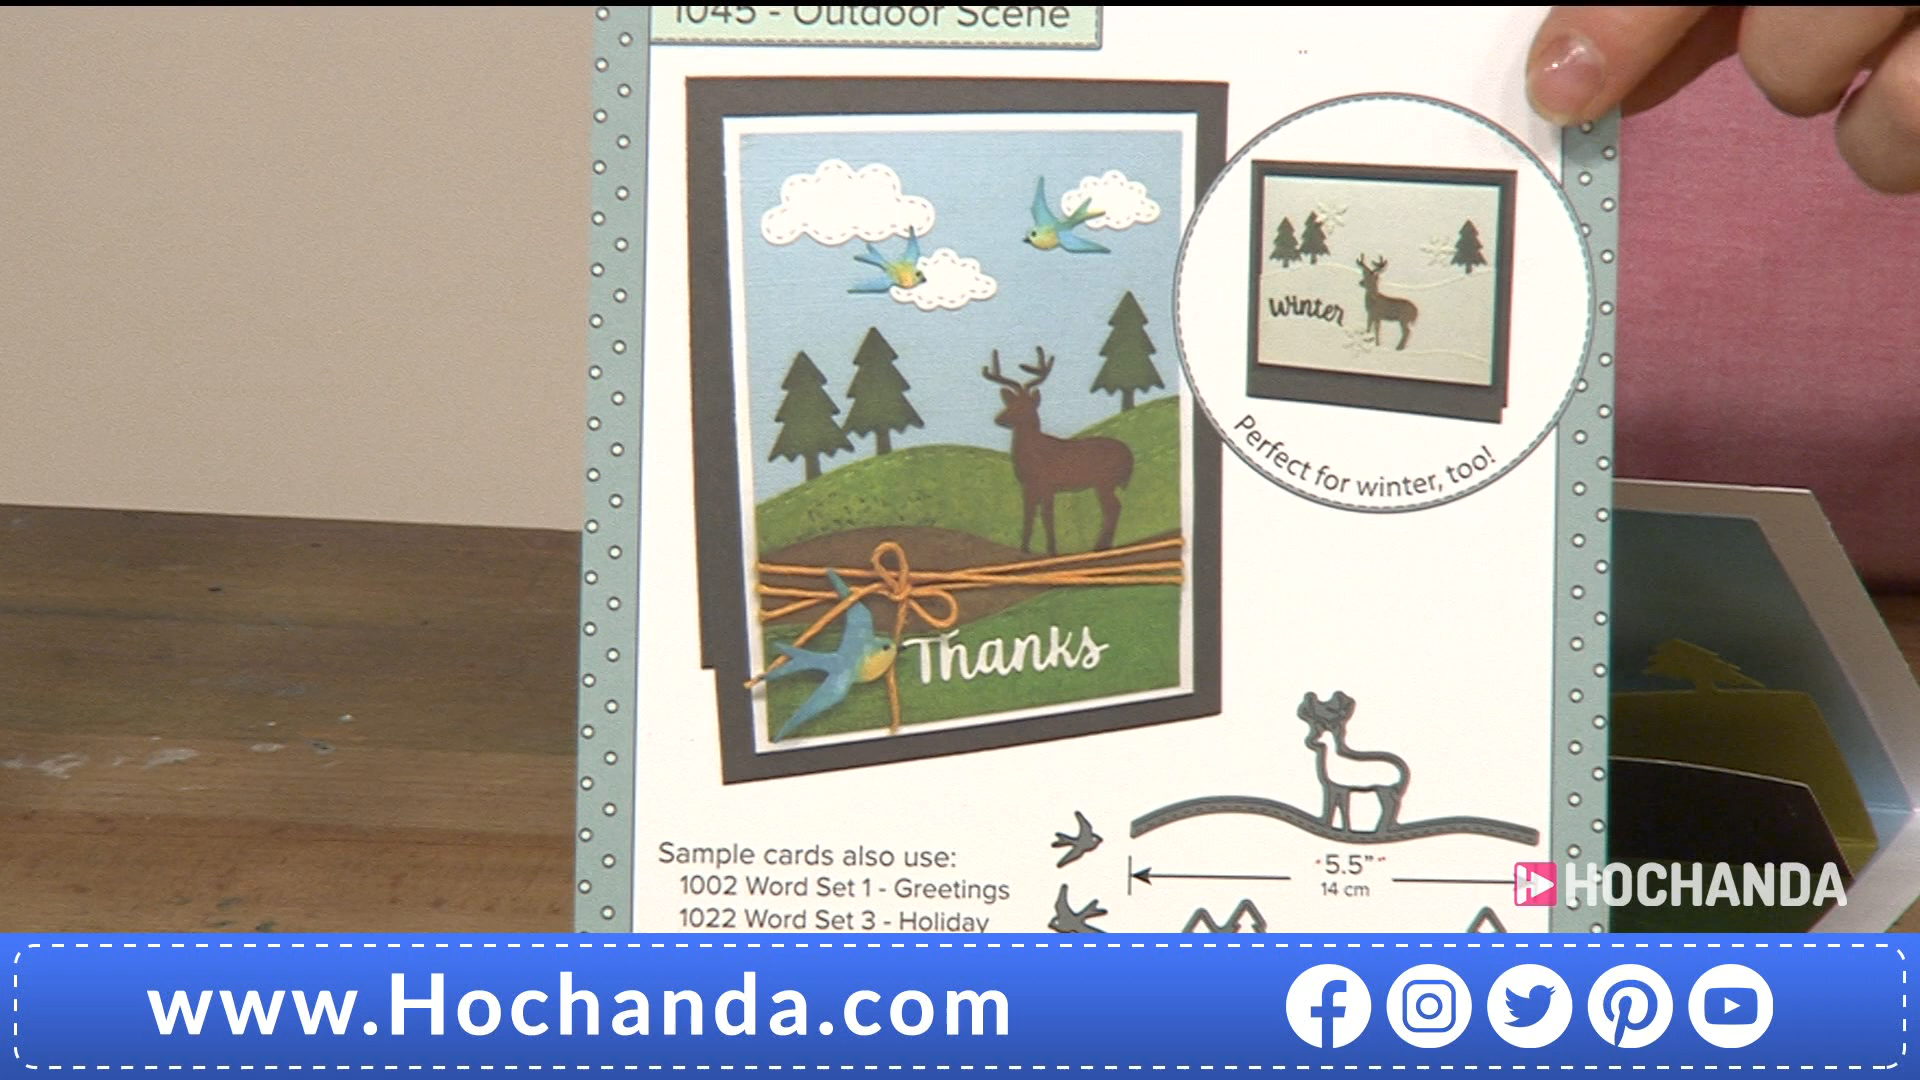 1045 - Outdoor Scene
Winter
Perfect for winter, too!
Thanks
Sample cards also use:
1002 Word Set 1 - Greetings
1022 Word Set 3 - Holiday
5.5"
14 cm
HOCHANDA
www.Hochanda.com